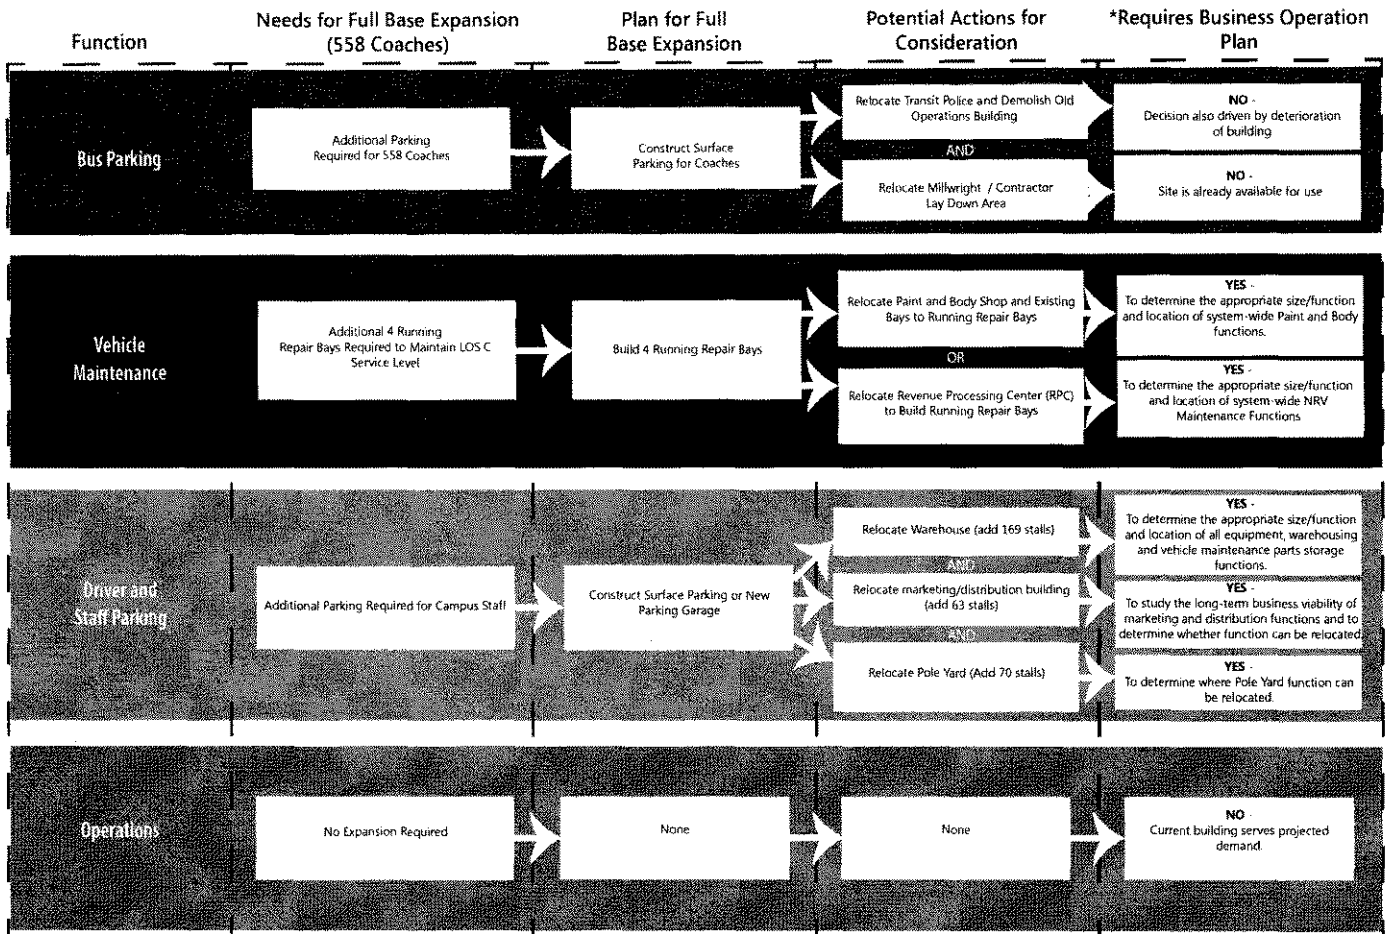 Function
Needs for Full Base Expansion
(558 Coaches)
Plan for Full
Base Expansion
Potential Actions for
Consideration
*Requires Business Operation
Plan
Bus Parking
Additional Parking
Required for 558 Coaches
Construct Surface
Parking for Coaches
Relocate Transit Police and Demolish Old
Operations Building
AND
Relocate Millwright / Contractor
Lay Down Area
NO -
Decision also driven by deterioration
of building
NO -
Site is already available for use
Vehicle
Maintenance
Additional 4 Running
Repair Bays Required to Maintain LOS C
Service Level
Build 4 Running Repair Bays
Relocate Paint and Body Shop and Existing
Bays to Running Repair Bays
OR
Relocate Revenue Processing Center (RPC)
to Build Running Repair Bays
YES -
To determine the appropriate size/function
and location of system-wide Paint and Body
functions.
YES -
To determine the appropriate size/function
and location of system-wide NRV
Maintenance Functions
Driver and
Staff Parking
Additional Parking Required for Campus Staff
Construct Surface Parking or New
Parking Garage
Relocate Warehouse (add 169 stalls)
AND
Relocate marketing/distribution building
(add 63 stalls)
AND
Relocate Pole Yard (Add 70 stalls)
YES -
To determine the appropriate size/function
and location of all equipment, warehousing
and vehicle maintenance parts storage
functions.
YES -
To study the long-term business viability of
marketing and distribution functions and to
determine whether function can be relocated.
YES -
To determine where Pole Yard function can
be relocated.
Operations
No Expansion Required
None
None
NO -
Current building serves projected
demand.